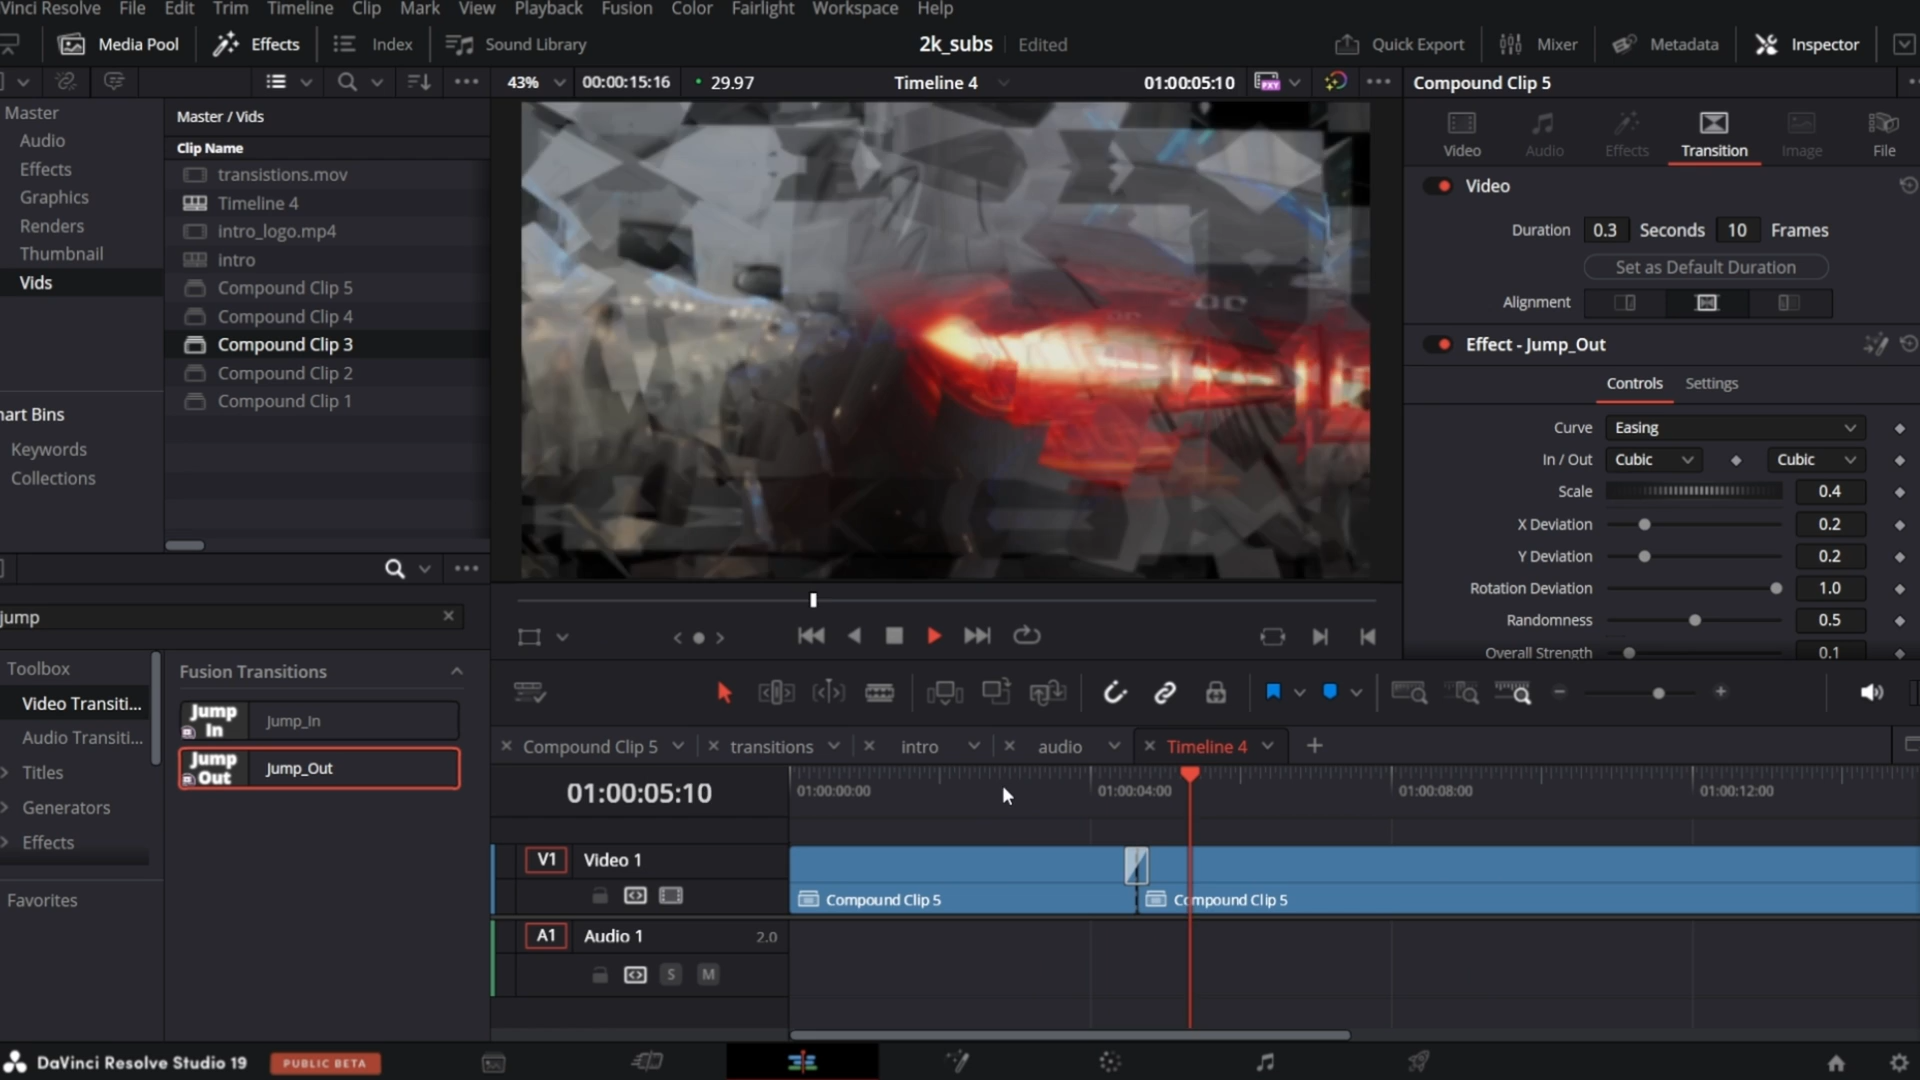 Vinci Resolve File Edit Trim Timeline Clip Mark View Playback Fusion Color Fairlight Workspace Help
Media Pool Effects Index Sound Library 2k_subs Edited Quick Export Mixer Metadata Inspector
43% 00:00:15:16 29.97 Timeline 4 01:00:05:10 Compound Clip 5
Master
Audio
Effects
Graphics
Renders
Thumbnail
Vids
art Bins
Keywords
Collections
Master / Vids
Clip Name
transistions.mov
Timeline 4
intro_logo.mp4
intro
Compound Clip 5
Compound Clip 4
Compound Clip 3
Compound Clip 2
Compound Clip 1
Video Audio Effects Transition Image File
Video
Duration 0.3 Seconds 10 Frames
Set as Default Duration
Alignment
Effect - Jump_Out
Controls Settings
Curve Easing
In / Out Cubic Cubic
Scale 0.4
X Deviation 0.2
Y Deviation 0.2
Rotation Deviation 1.0
Randomness 0.5
Overall Strength 0.1
jump
Toolbox
Video Transiti...
Audio Transiti...
Titles
Generators
Effects
Favorites
Fusion Transitions
Jump In Jump_In
Jump Out Jump_Out
Compound Clip 5 transitions intro audio Timeline 4
01:00:05:10
01:00:00:00 01:00:04:00 01:00:08:00 01:00:12:00
V1 Video 1
Compound Clip 5 Compound Clip 5
A1 Audio 1 2.0
S M
DaVinci Resolve Studio 19 PUBLIC BETA